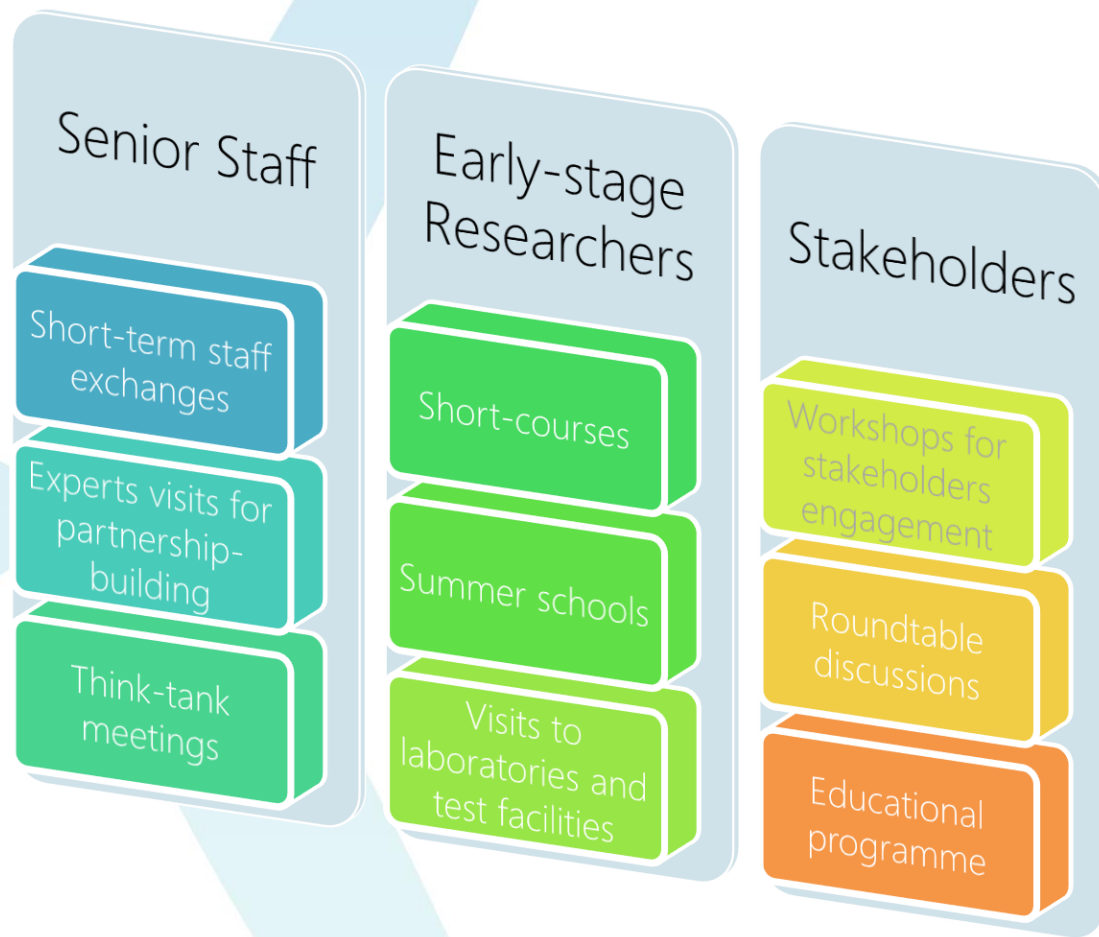 Senior Staff
Short-term staff
exchanges
Experts visits for
partnership-
building
Think-tank
meetings
Early-stage
Researchers
Short-courses
Summer schools
Visits to
laboratories and
test facilities
Stakeholders
Workshops for
stakeholders
engagement
Roundtable
discussions
Educational
programme